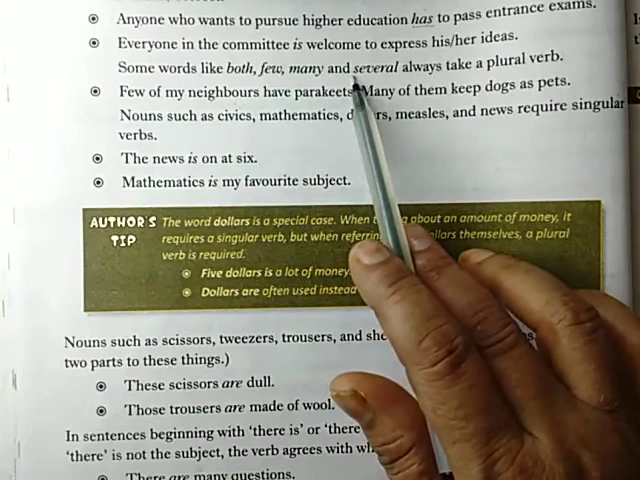 Anyone who wants to pursue higher education has to pass entrance exams.
Everyone in the committee is welcome to express his/her ideas.
Some words like both, few, many and several always take a plural verb.
Few of my neighbours have parakeets. Many of them keep dogs as pets.
Nouns such as civics, mathematics, d rs, measles, and news require singular
verbs.
The news is on at six.
Mathematics is my favourite subject.
AUTHOR'S TIP
The word dollars is a special case. When about an amount of money, it
requires a singular verb, but when referring themselves, a plural
verb is required.
Five dollars is a lot of money.
Dollars are often used instead
Nouns such as scissors, tweezers, trousers, and
two parts to these things.)
These scissors are dull.
Those trousers are made of wool.
In sentences beginning with 'there is' or 'there
'there' is not the subject, the verb agrees with
There are many questions.